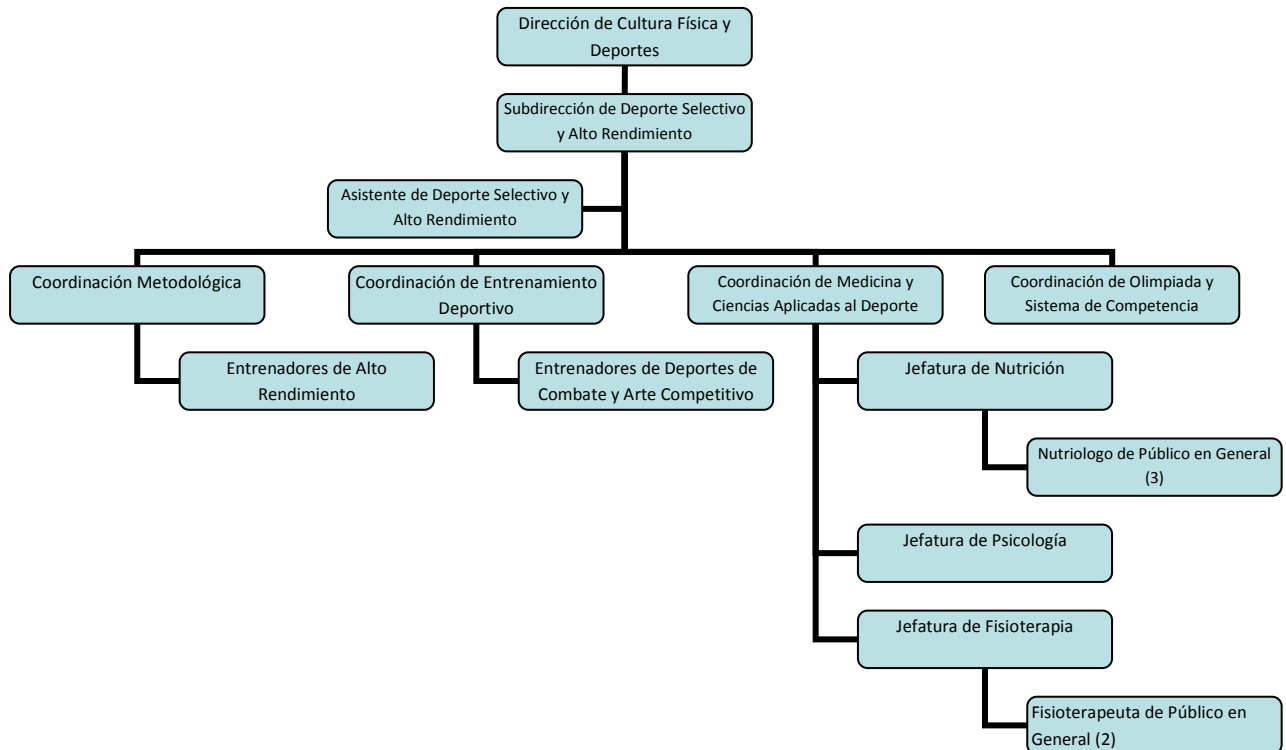 Dirección de Cultura Física y
Deportes
Subdirección de Deporte Selectivo
y Alto Rendimiento
Asistente de Deporte Selectivo y
Alto Rendimiento
Coordinación Metodológica
Coordinación de Entrenamiento
Deportivo
Coordinación de Medicina y
Ciencias Aplicadas al Deporte
Coordinación de Olimpiada y
Sistema de Competencia
Entrenadores de Alto
Rendimiento
Entrenadores de Deportes de
Combate y Arte Competitivo
Jefatura de Nutrición
Nutriologo de Público en General
(3)
Jefatura de Psicología
Jefatura de Fisioterapia
Fisioterapeuta de Público en
General (2)